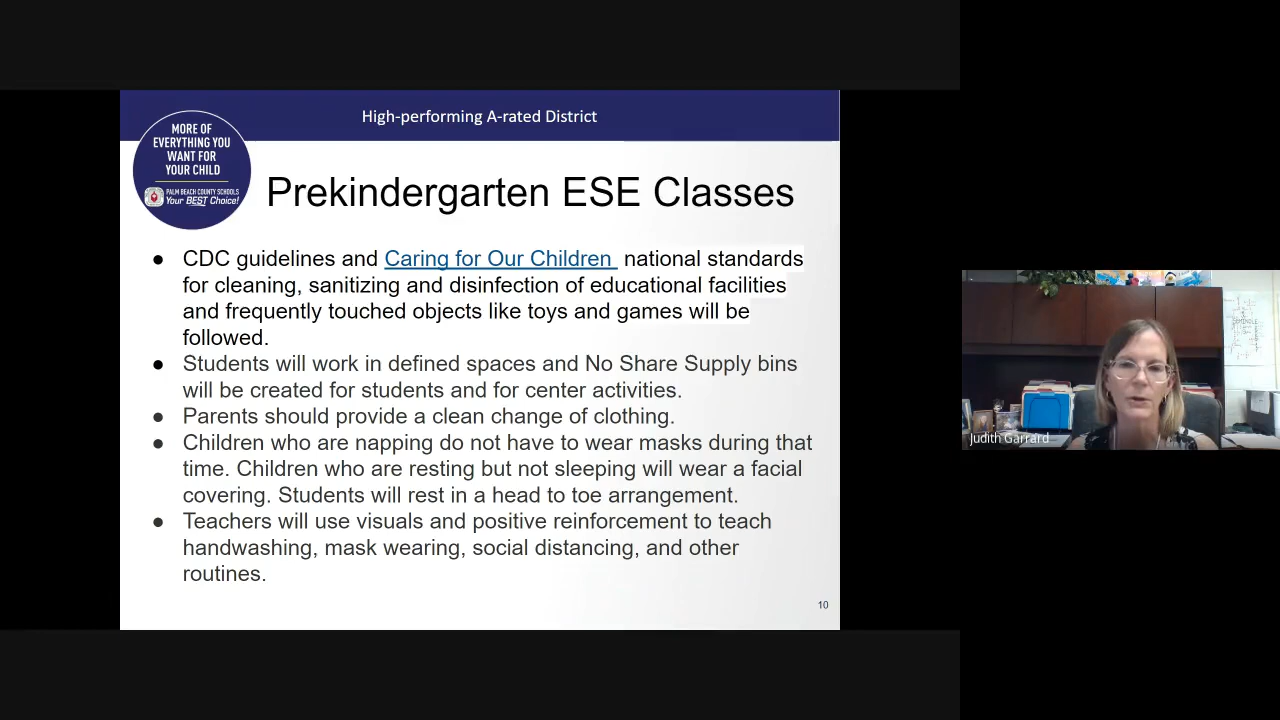 High-performing A-rated District
MORE OF
EVERYTHING YOU
WANT FOR
YOUR CHILD
PALM BEACH COUNTY SCHOOLS
Your BEST Choice!
Prekindergarten ESE Classes
● CDC guidelines and Caring for Our Children national standards
for cleaning, sanitizing and disinfection of educational facilities
and frequently touched objects like toys and games will be
followed.
● Students will work in defined spaces and No Share Supply bins
will be created for students and for center activities.
● Parents should provide a clean change of clothing.
● Children who are napping do not have to wear masks during that
time. Children who are resting but not sleeping will wear a facial
covering. Students will rest in a head to toe arrangement.
● Teachers will use visuals and positive reinforcement to teach
handwashing, mask wearing, social distancing, and other
routines.
10
Judith Garrard